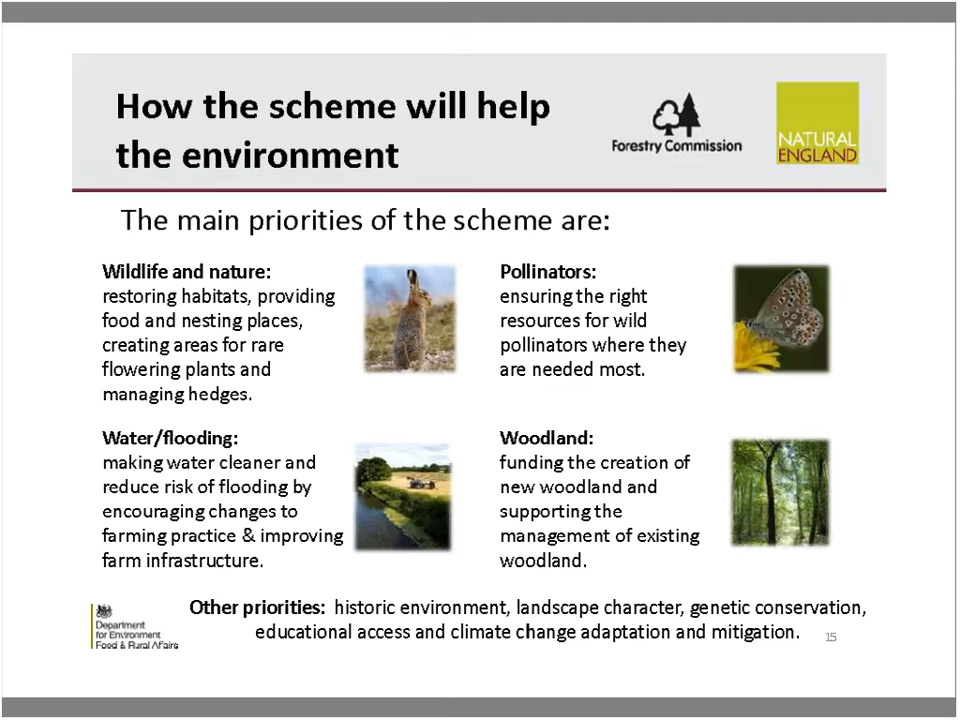 How the scheme will help
the environment
Forestry Commission
NATURAL
ENGLAND
The main priorities of the scheme are:
Wildlife and nature:
restoring habitats, providing
food and nesting places,
creating areas for rare
flowering plants and
managing hedges.
Pollinators:
ensuring the right
resources for wild
pollinators where they
are needed most.
Water/flooding:
making water cleaner and
reduce risk of flooding by
encouraging changes to
farming practice & improving
farm infrastructure.
Woodland:
funding the creation of
new woodland and
supporting the
management of existing
woodland.
Other priorities: historic environment, landscape character, genetic conservation,
educational access and climate change adaptation and mitigation.
Department
for Environment
Food & Rural Affairs
15